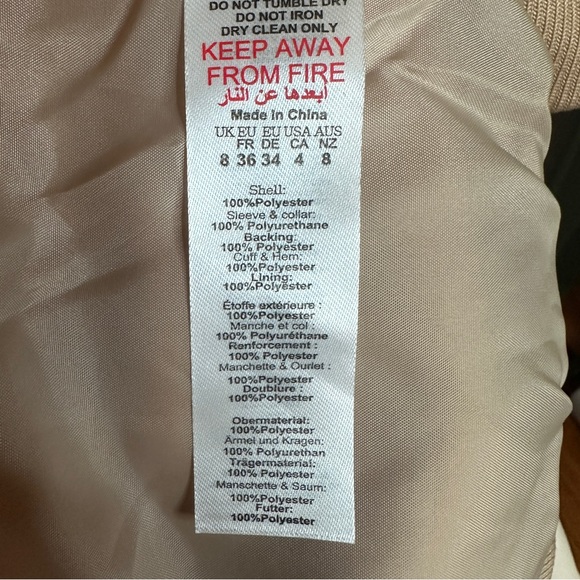 DO NOT TUMBLE DRY
DO NOT IRON
DRY CLEAN ONLY
KEEP AWAY
FROM FIRE
أبعدها عن النار
Made in China
UK EU EU USA AUS
FR DE CA NZ
8 36 34 4 8
Shell:
100%Polyester
Sleeve & collar:
100% Polyurethane
Backing:
100% Polyester
Cuff & Hem:
100%Polyester
Lining:
100%Polyester
Étoffe extérieure :
100%Polyester
Manche et col :
100% Polyuréthane
Renforcement :
100% Polyester
Manchette & Ourlet :
100%Polyester
Doublure :
100%Polyester
Obermaterial:
100%Polyester
Ärmel und Kragen:
100% Polyurethan
Trägermaterial:
100% Polyester
Manschette & Saum:
100%Polyester
Futter:
100%Polyester